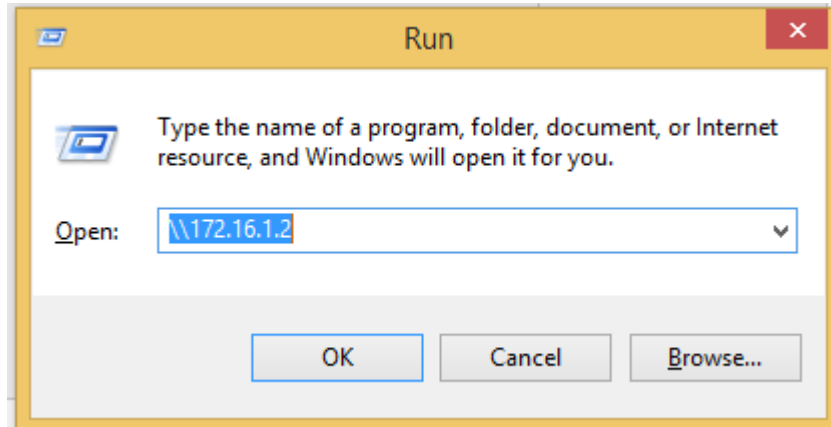 Run
Type the name of a program, folder, document, or Internet
resource, and Windows will open it for you.
Open: \\172.16.1.2
OK Cancel Browse...